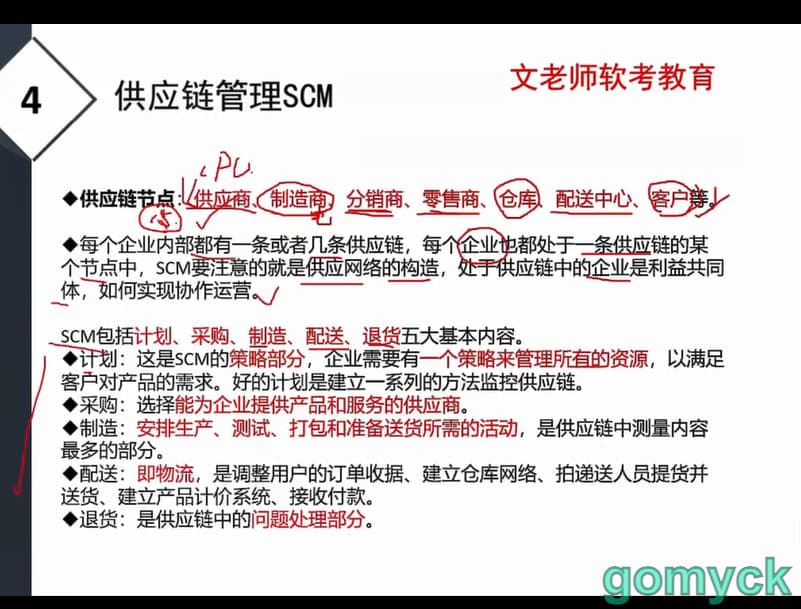 4
供应链管理SCM
文老师软考教育
CPU
◆供应链节点：供应商、制造商、分销商、零售商、仓库、配送中心、客户等。
◆每个企业内部都有一条或者几条供应链，每个企业也都处于一条供应链的某
个节点中，SCM要注意的就是供应网络的构造，处于供应链中的企业是利益共同
体，如何实现协作运营。
SCM包括计划、采购、制造、配送、退货五大基本内容。
◆计划：这是SCM的策略部分，企业需要有一个策略来管理所有的资源，以满足
客户对产品的需求。好的计划是建立一系列的方法监控供应链。
◆采购：选择能为企业提供产品和服务的供应商。
◆制造：安排生产、测试、打包和准备送货所需的活动，是供应链中测量内容
最多的部分。
◆配送：即物流，是调整用户的订单收据、建立仓库网络、拍递送人员提货并
送货、建立产品计价系统、接收付款。
◆退货：是供应链中的问题处理部分。
gomyck